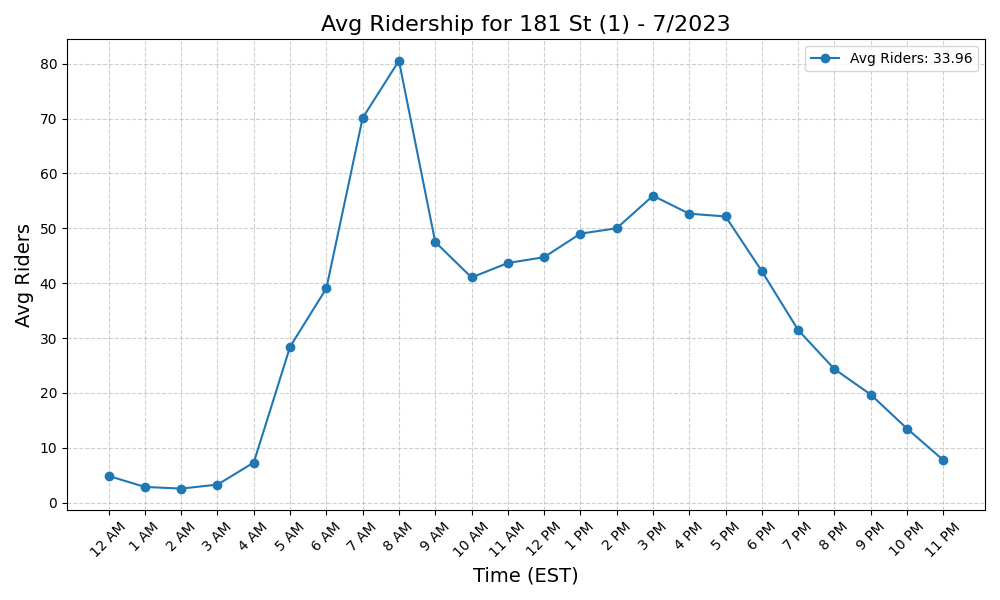 Avg Ridership for 181 St (1) - 7/2023
Avg Riders: 33.96
Avg Riders
80
70
60
50
40
30
20
10
0
12 AM
1 AM
2 AM
3 AM
4 AM
5 AM
6 AM
7 AM
8 AM
9 AM
10 AM
11 AM
12 PM
1 PM
2 PM
3 PM
4 PM
5 PM
6 PM
7 PM
8 PM
9 PM
10 PM
11 PM
Time (EST)